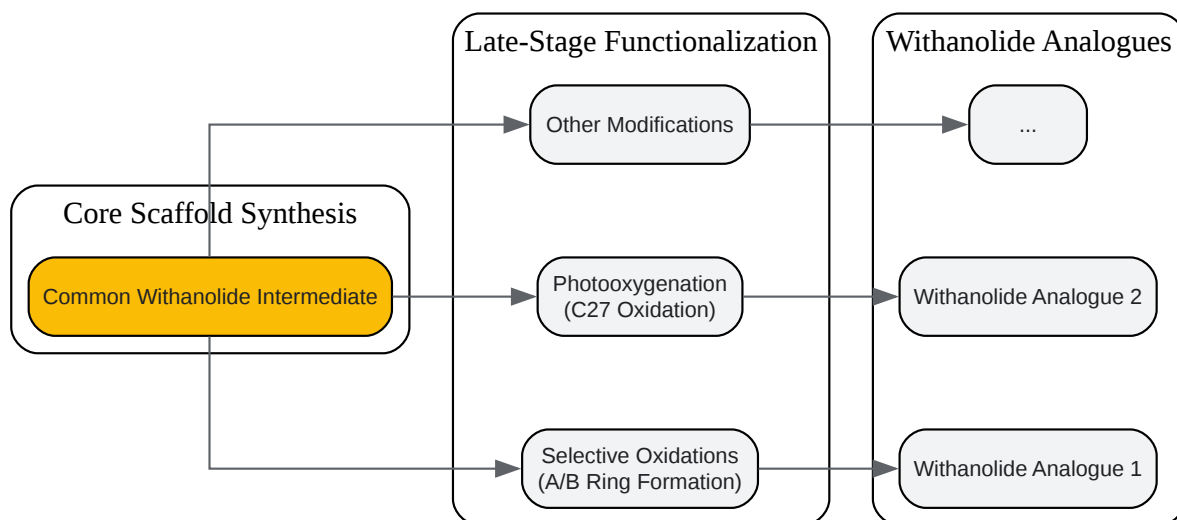 Late-Stage Functionalization
Withanolide Analogues
Other Modifications
...
Core Scaffold Synthesis
Common Withanolide Intermediate
Photooxygenation
(C27 Oxidation)
Withanolide Analogue 2
Selective Oxidations
(A/B Ring Formation)
Withanolide Analogue 1